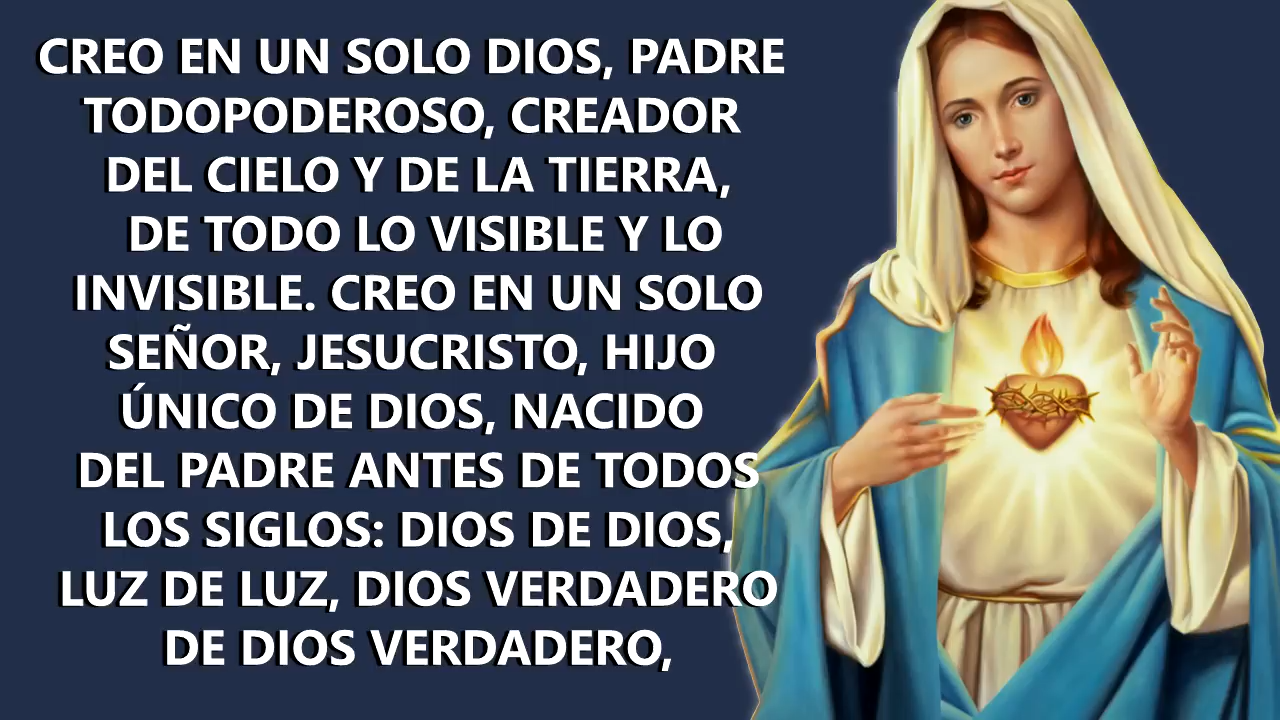 CREO EN UN SOLO DIOS, PADRE
TODOPODEROSO, CREADOR
DEL CIELO Y DE LA TIERRA,
DE TODO LO VISIBLE Y LO
INVISIBLE. CREO EN UN SOLO
SEÑOR, JESUCRISTO, HIJO
ÚNICO DE DIOS, NACIDO
DEL PADRE ANTES DE TODOS
LOS SIGLOS: DIOS DE DIOS,
LUZ DE LUZ, DIOS VERDADERO
DE DIOS VERDADERO,